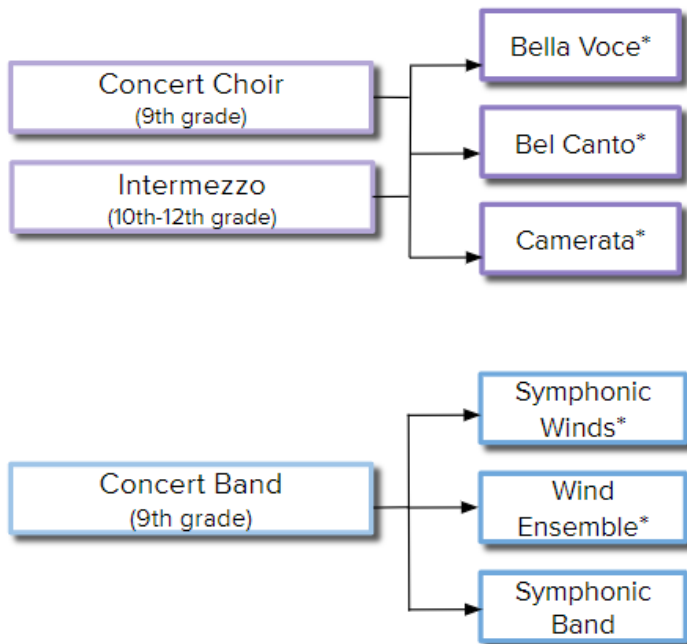 Concert Choir
(9th grade)
Intermezzo
(10th-12th grade)
Bella Voce*
Bel Canto*
Camerata*
Concert Band
(9th grade)
Symphonic
Winds*
Wind
Ensemble*
Symphonic
Band